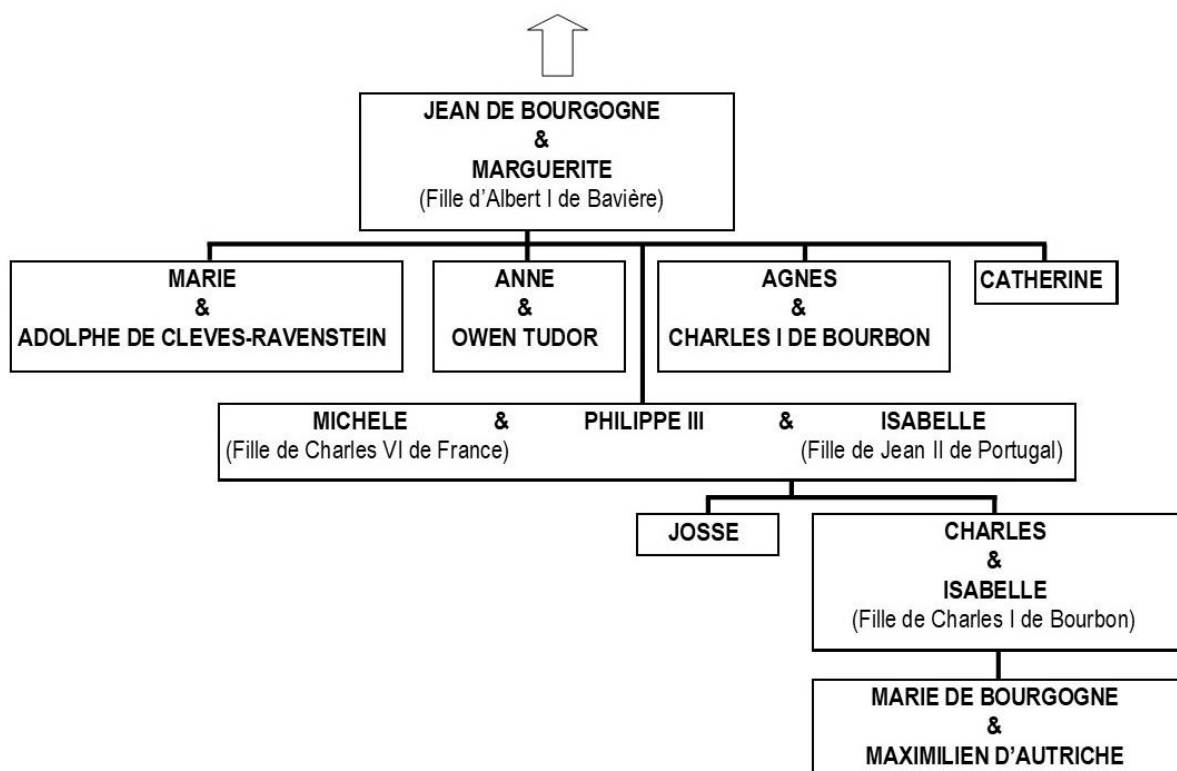 JEAN DE BOURGOGNE
&
MARGUERITE
(Fille d’Albert I de Bavière)
MARIE
&
ADOLPHE DE CLEVES-RAVENSTEIN
ANNE
&
OWEN TUDOR
AGNES
&
CHARLES I DE BOURBON
CATHERINE
MICHELE & PHILIPPE III & ISABELLE
(Fille de Charles VI de France) (Fille de Jean II de Portugal)
JOSSE
CHARLES
&
ISABELLE
(Fille de Charles I de Bourbon)
MARIE DE BOURGOGNE
&
MAXIMILIEN D’AUTRICHE